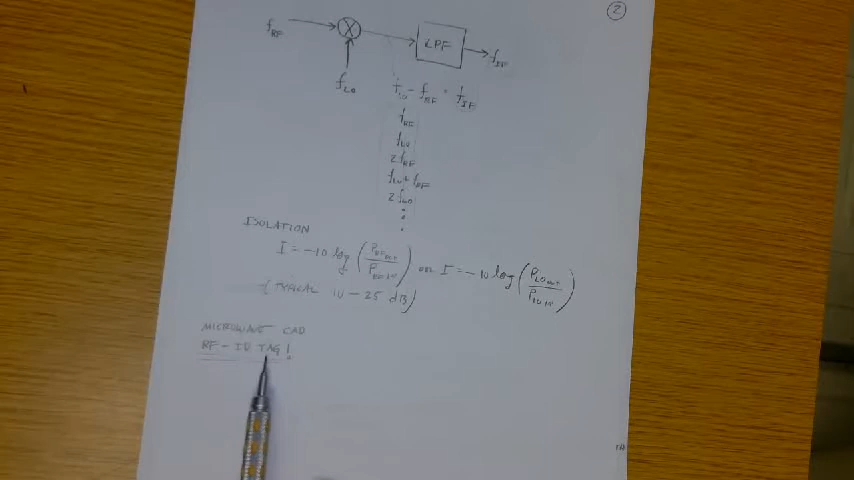 2
f_RF X LPF f_IF
f_LO f_LO - f_RF = f_IF
f_RF
f_LO
2f_RF
f_LO + f_RF
2f_LO
ISOLATION
I = -10 log (P_RF OUT / P_RF IN) OR I = -10 log (P_LO OUT / P_LO IN)
(TYPICAL 10 - 25 dB)
MICROWAVE CAD
RF - ID TAG!